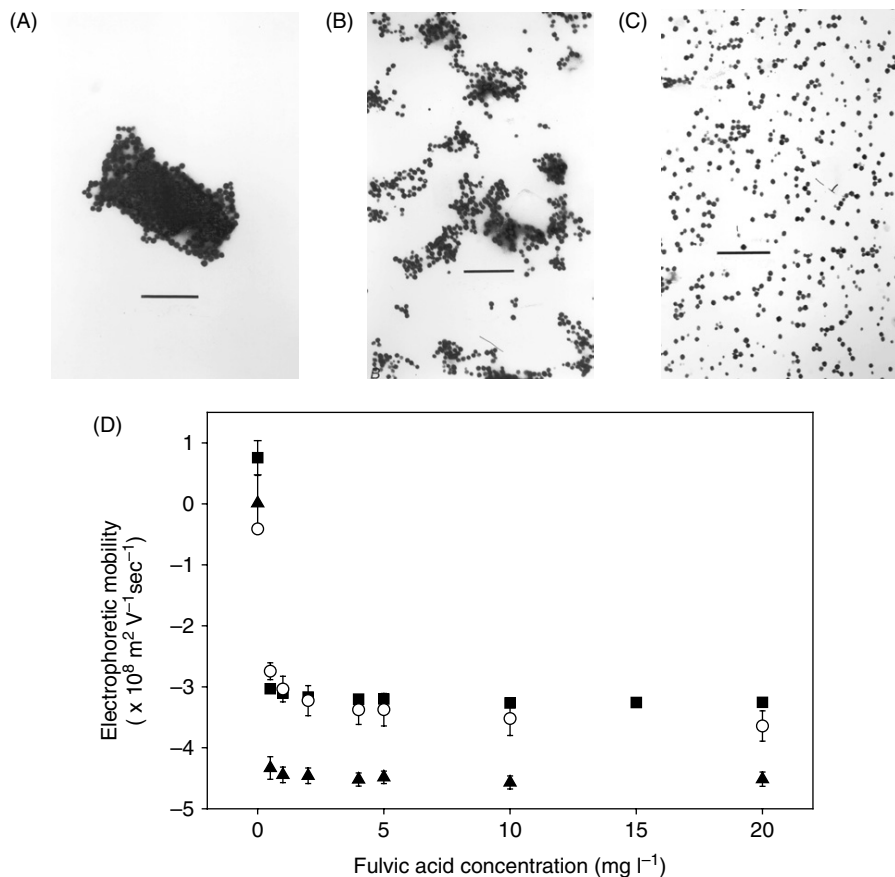 (A)
(B)
(C)
B
(D)
1
0
−1
−2
−3
−4
−5
Electrophoretic mobility
( x 10⁸ m² V⁻¹sec⁻¹)
0
5
10
15
20
Fulvic acid concentration (mg l⁻¹)